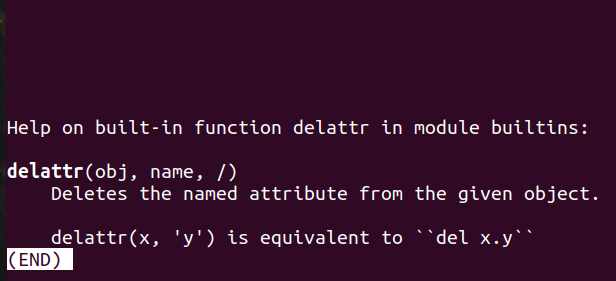 Help on built-in function delattr in module builtins:
delattr(obj, name, /)
Deletes the named attribute from the given object.
delattr(x, 'y') is equivalent to ``del x.y``
(END)